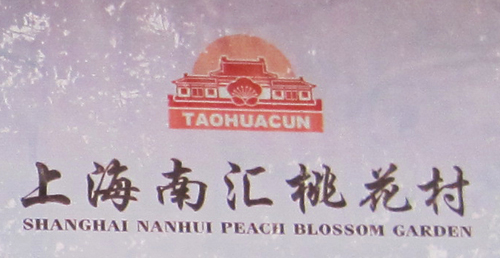 TAOHUACUN
上海南汇桃花村
SHANGHAI NANHUI PEACH BLOSSOM GARDEN